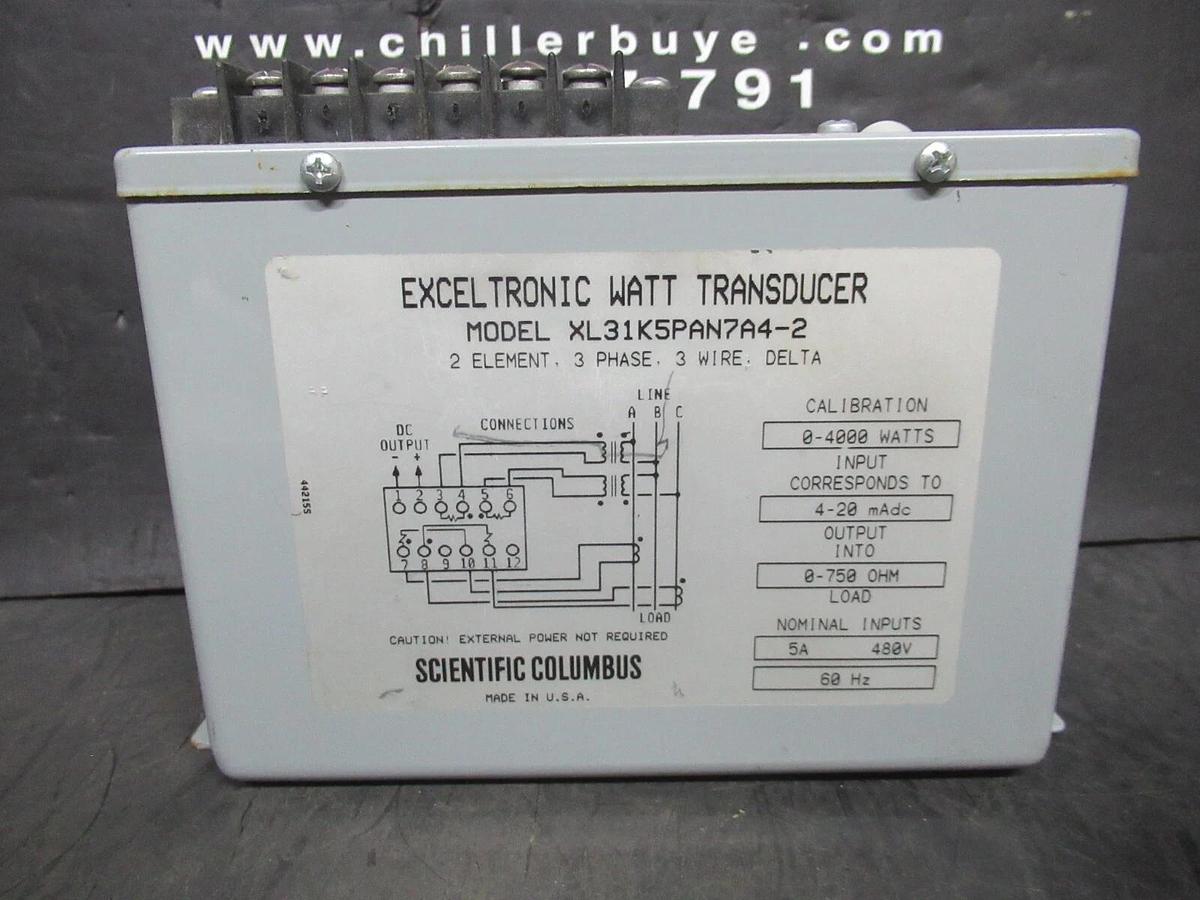 www.chillerbuye .com
791
EXCELTRONIC WATT TRANSDUCER
MODEL XL31K5PAN7A4-2
2 ELEMENT, 3 PHASE, 3 WIRE, DELTA
LINE
A B C
CONNECTIONS
DC
OUTPUT
- +
1 2 3 4 5 6
7 8 9 10 11 12
LOAD
442155
CAUTION! EXTERNAL POWER NOT REQUIRED
SCIENTIFIC COLUMBUS
MADE IN U.S.A.
CALIBRATION
0-4000 WATTS
INPUT
CORRESPONDS TO
4-20 mAdc
OUTPUT
INTO
0-750 OHM
LOAD
NOMINAL INPUTS
5A 480V
60 Hz